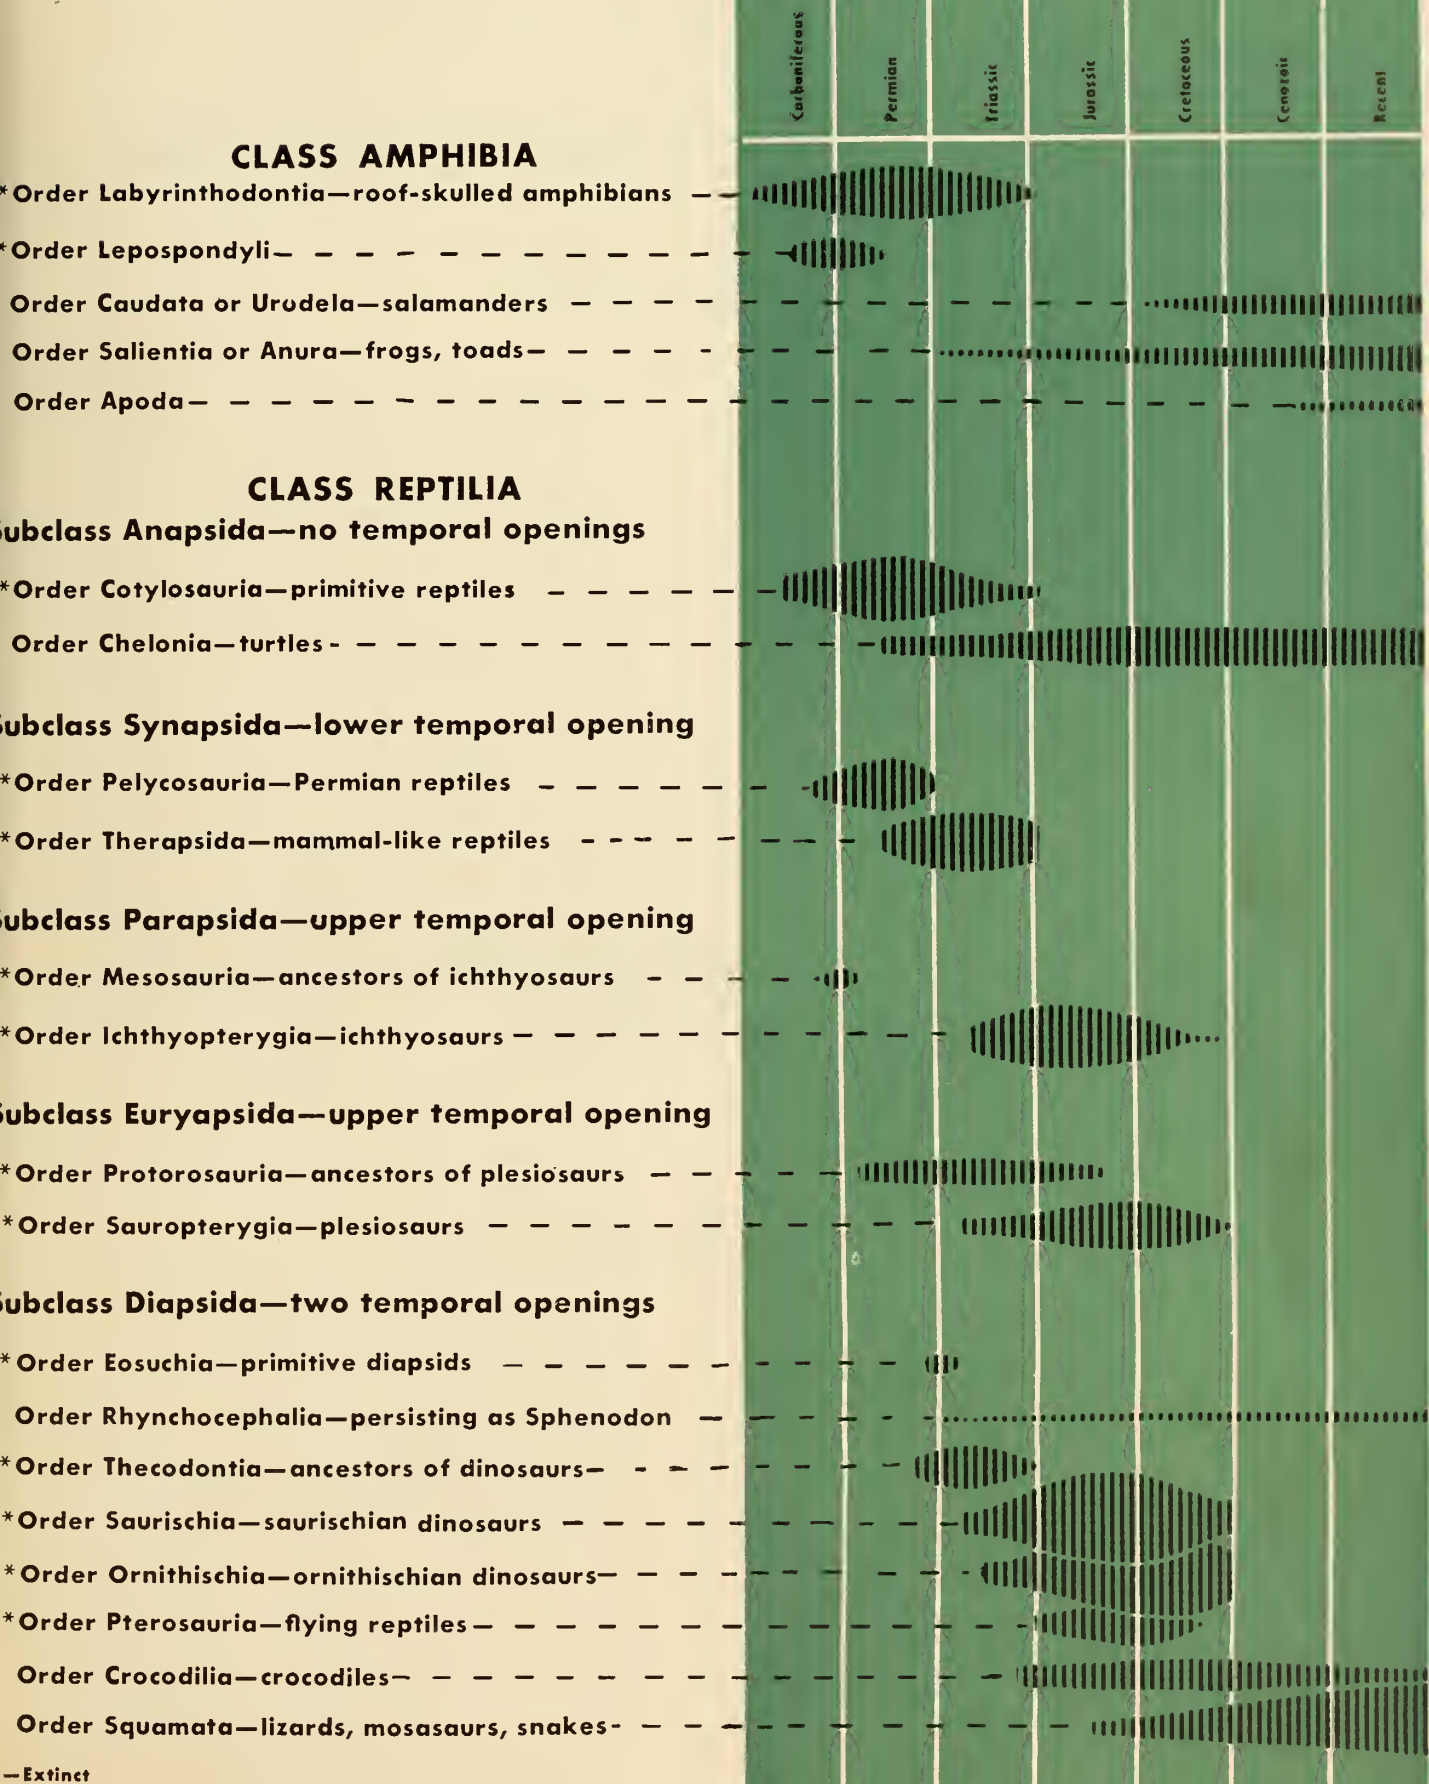 Carboniferous
Permian
Triassic
Jurassic
Cretaceous
Cenozoic
Recent
CLASS AMPHIBIA
*Order Labyrinthodontia—roof-skulled amphibians
*Order Lepospondyli
Order Caudata or Urodela—salamanders
Order Salientia or Anura—frogs, toads
Order Apoda
CLASS REPTILIA
Subclass Anapsida—no temporal openings
*Order Cotylosauria—primitive reptiles
Order Chelonia—turtles
Subclass Synapsida—lower temporal opening
*Order Pelycosauria—Permian reptiles
*Order Therapsida—mammal-like reptiles
Subclass Parapsida—upper temporal opening
*Order Mesosauria—ancestors of ichthyosaurs
*Order Ichthyopterygia—ichthyosaurs
Subclass Euryapsida—upper temporal opening
*Order Protorosauria—ancestors of plesiosaurs
*Order Sauropterygia—plesiosaurs
Subclass Diapsida—two temporal openings
*Order Eosuchia—primitive diapsids
Order Rhynchocephalia—persisting as Sphenodon
*Order Thecodontia—ancestors of dinosaurs
*Order Saurischia—saurischian dinosaurs
*Order Ornithischia—ornithischian dinosaurs
*Order Pterosauria—flying reptiles
Order Crocodilia—crocodiles
Order Squamata—lizards, mosasaurs, snakes
—Extinct